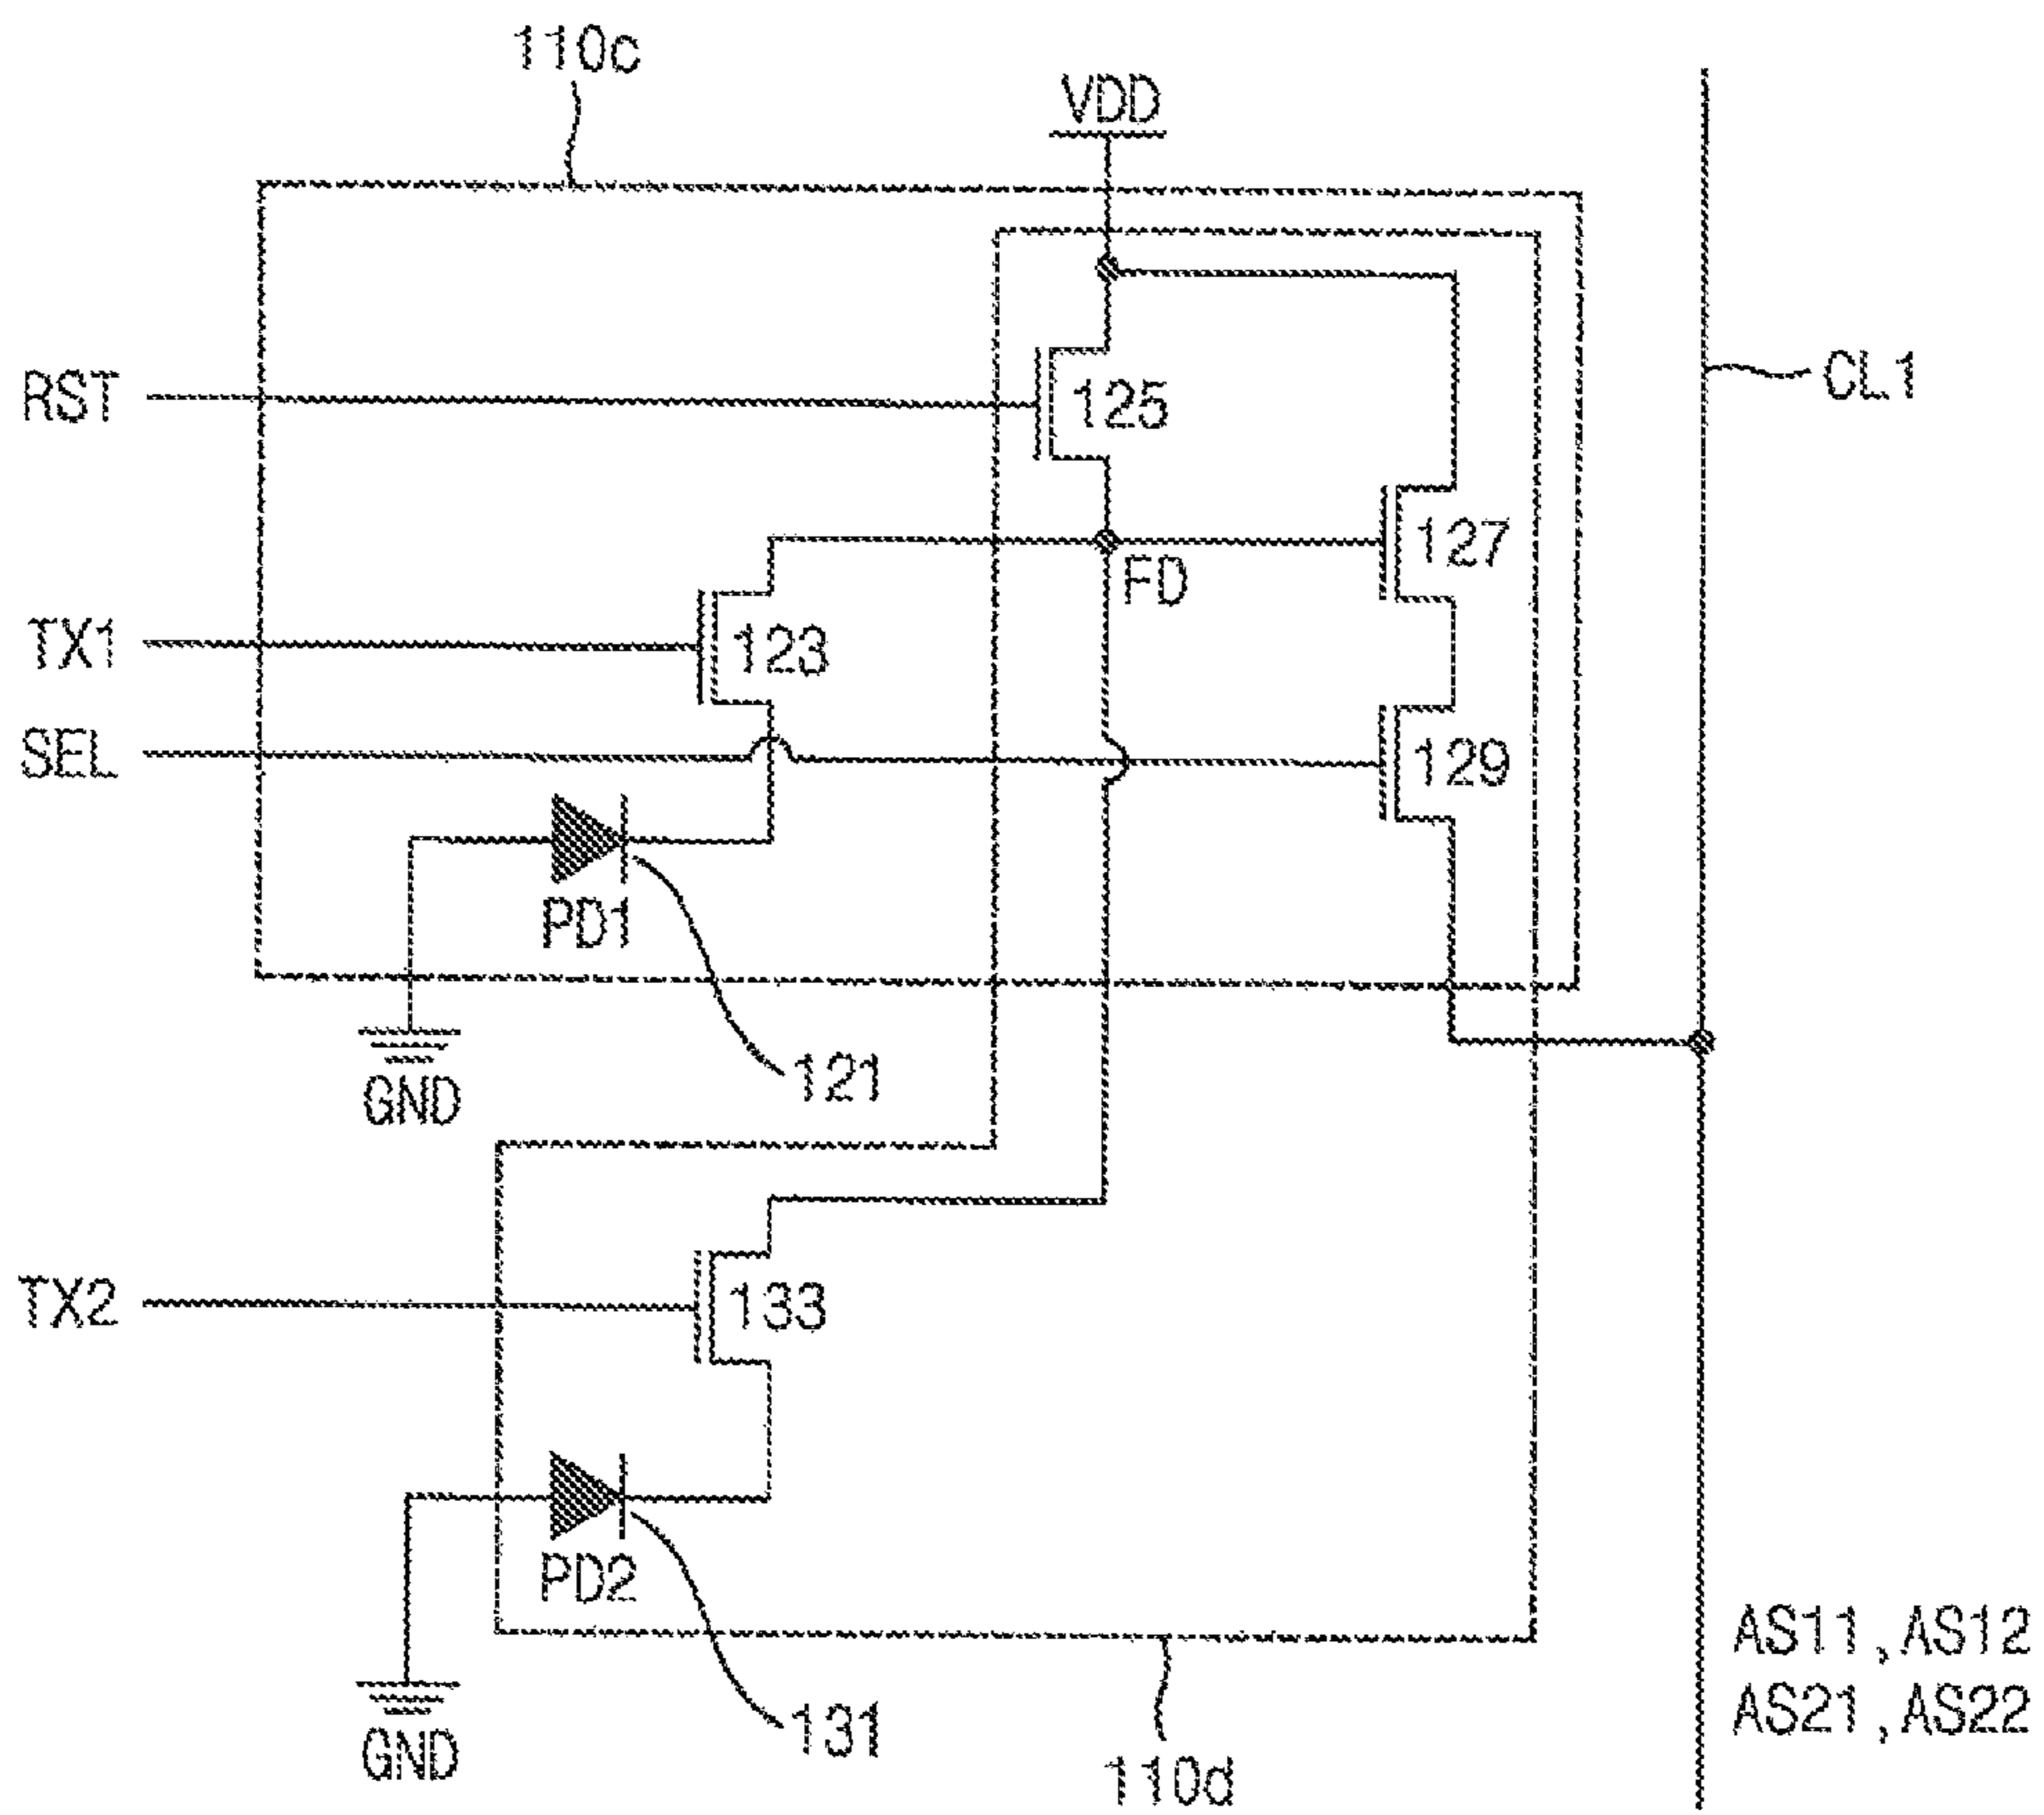 110c
VDD
RST
125
CL1
127
FD
TX1
123
SEL
129
PD1
121
GND
TX2
133
PD2
131
GND
110d
AS11, AS12
AS21, AS22